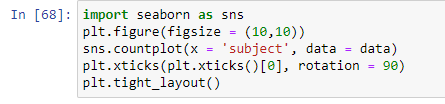 In [68]: import seaborn as sns
plt.figure(figsize = (10,10))
sns.countplot(x = 'subject', data = data)
plt.xticks(plt.xticks()[0], rotation = 90)
plt.tight_layout()